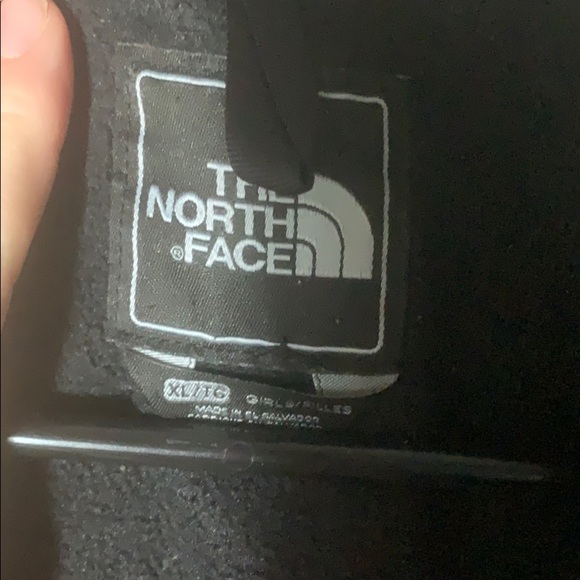 THE
NORTH
®FACE
XL/TG GIRLS/FILLES
MADE IN EL SALVADOR